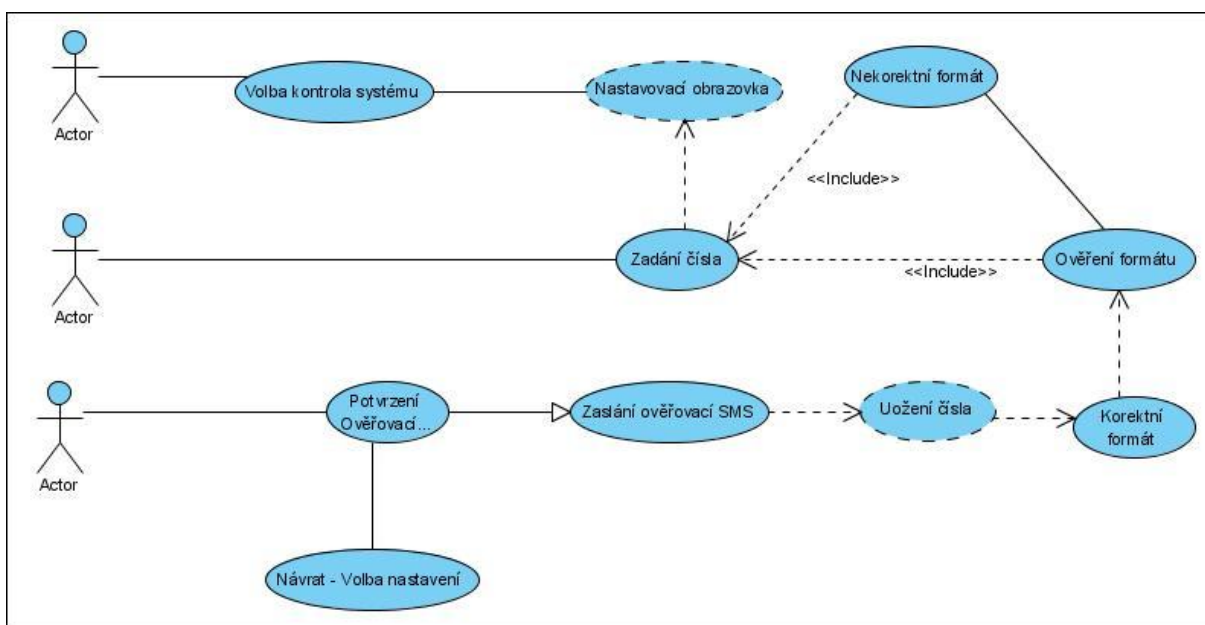 Actor
Volba kontrola systému
Nastavovací obrazovka
Nekorektní formát
<<Include>>
Actor
Zadání čísla
<<Include>>
Ověření formátu
Actor
Potvrzení
Ověřovací...
Zaslání ověřovací SMS
Uožení čísla
Korektní
formát
Návrat - Volba nastavení